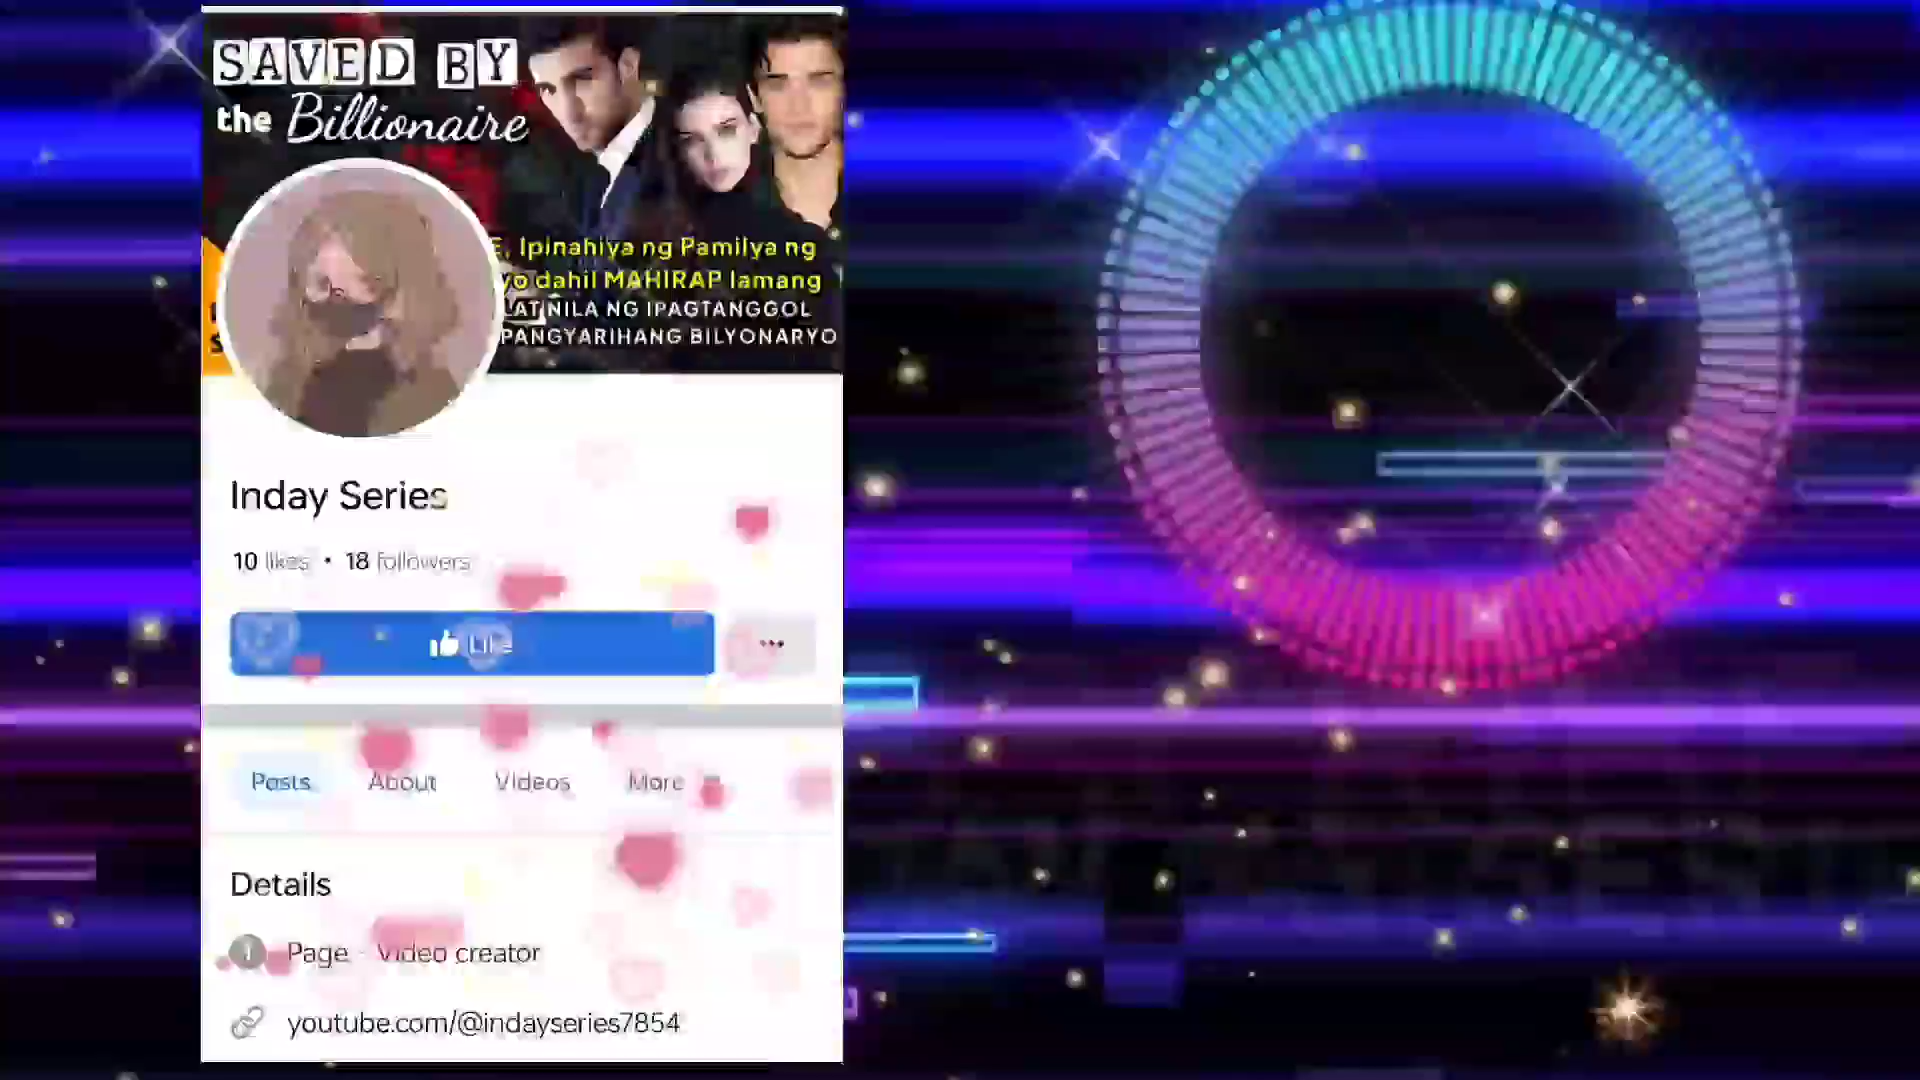 SAVED BY
the Billionaire
Ipinahiya ng Pamilya ng
dahil MAHIRAP lamang
NILA NG IPAGTANGGOL
PANGYARIHANG BILYONARYO
Inday Series
10 likes • 18 followers
Like
Posts About Videos More
Details
Page · Video creator
youtube.com/@indayseries7854